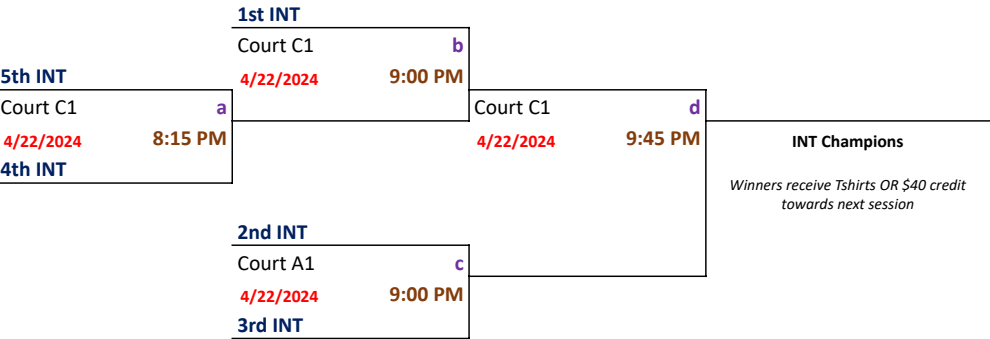 1st INT
Court C1 b
4/22/2024 9:00 PM
5th INT
Court C1 a
4/22/2024 8:15 PM
4th INT
Court C1 d
4/22/2024 9:45 PM
INT Champions
Winners receive Tshirts OR $40 credit
towards next session
2nd INT
Court A1 c
4/22/2024 9:00 PM
3rd INT